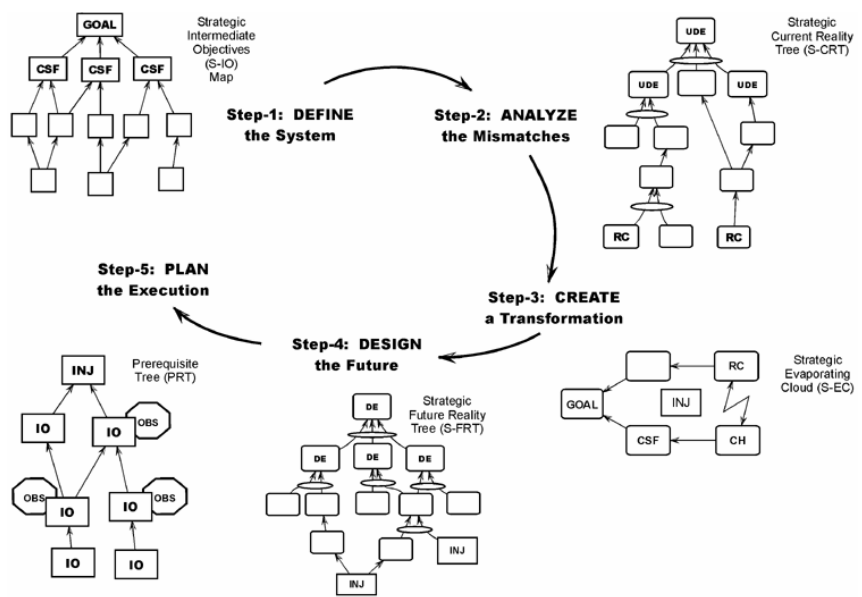 GOAL
Strategic
Intermediate
Objectives
(S-IO)
Map
CSF CSF CSF
Step-1: DEFINE
the System
Step-2: ANALYZE
the Mismatches
Strategic
Current Reality
Tree (S-CRT)
UDE
UDE UDE
RC RC
Step-3: CREATE
a Transformation
Strategic
Evaporating
Cloud (S-EC)
RC
GOAL
INJ
CSF
CH
Step-4: DESIGN
the Future
Strategic
Future Reality
Tree (S-FRT)
DE
DE DE DE
INJ
INJ
Step-5: PLAN
the Execution
Prerequisite
Tree (PRT)
INJ
IO IO OBS
OBS IO IO OBS
IO IO